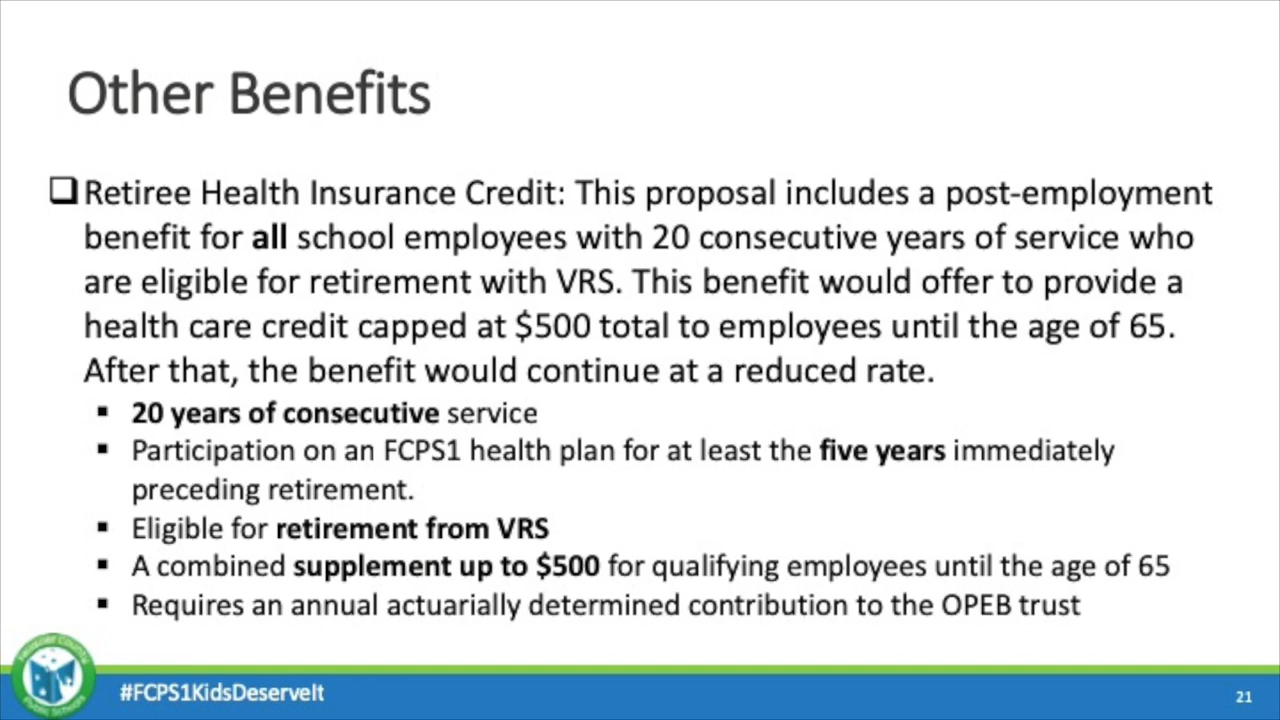 Other Benefits
Retiree Health Insurance Credit: This proposal includes a post-employment
benefit for all school employees with 20 consecutive years of service who
are eligible for retirement with VRS. This benefit would offer to provide a
health care credit capped at $500 total to employees until the age of 65.
After that, the benefit would continue at a reduced rate.
20 years of consecutive service
Participation on an FCPS1 health plan for at least the five years immediately
preceding retirement.
Eligible for retirement from VRS
A combined supplement up to $500 for qualifying employees until the age of 65
Requires an annual actuarially determined contribution to the OPEB trust
Public Schools
#FCPS1KidsDeserveIt
21